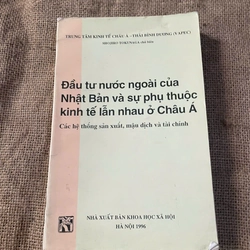 TRUNG TÂM KINH TẾ CHÂU Á - THÁI BÌNH DƯƠNG (VAPEC)
Đầu tư nước ngoài của
Nhật Bản và sự phụ thuộc
kinh tế lẫn nhau ở Châu Á
Các hệ thống sản xuất, mậu dịch và tài chính
NHÀ XUẤT BẢN KHOA HỌC XÃ HỘI
HÀ NỘI 1996